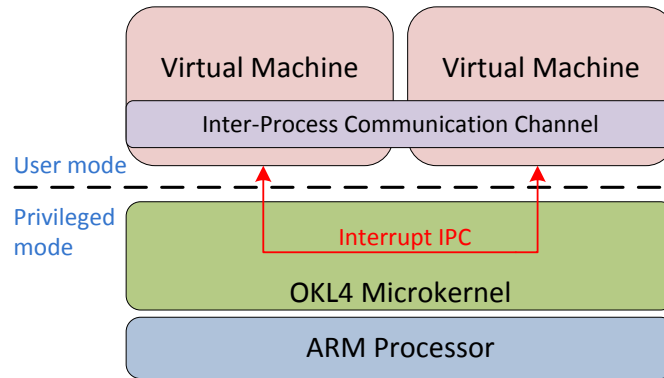 Virtual Machine
Virtual Machine
Inter-Process Communication Channel
User mode
Privileged
mode
Interrupt IPC
OKL4 Microkernel
ARM Processor